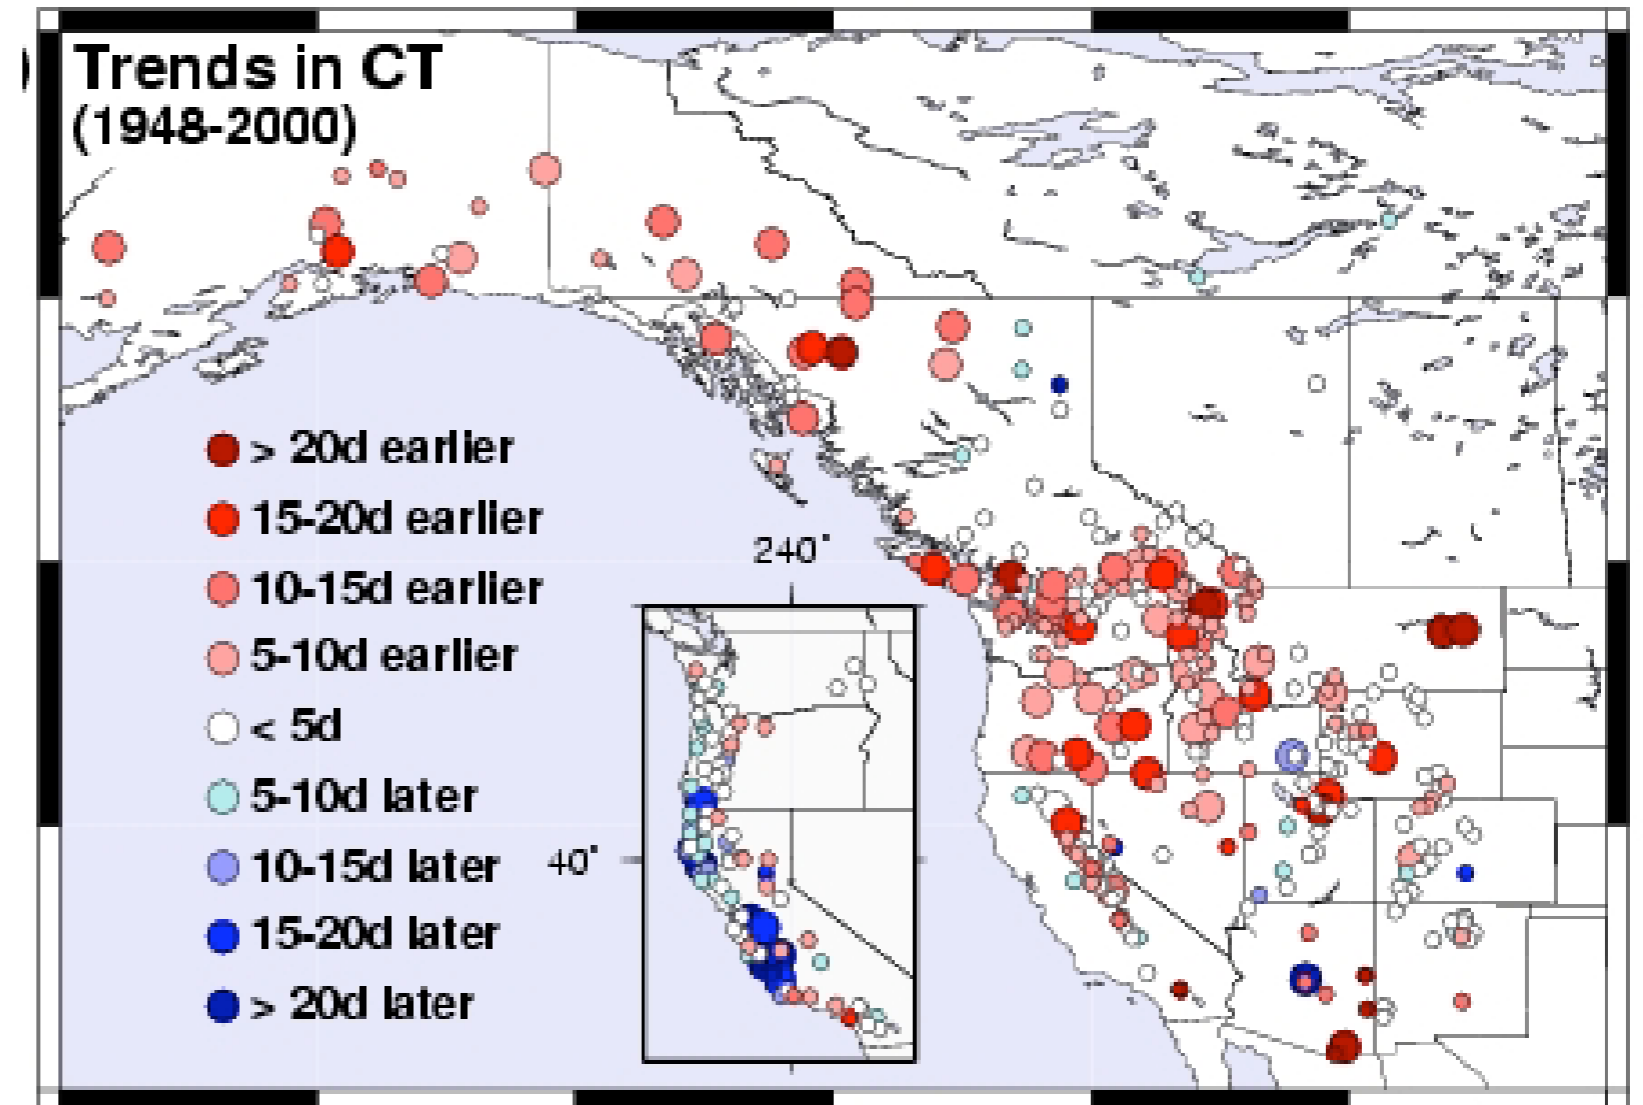 )
Trends in CT
(1948-2000)
> 20d earlier
15-20d earlier
10-15d earlier
5-10d earlier
< 5d
5-10d later
10-15d later
15-20d later
> 20d later
240°
40°